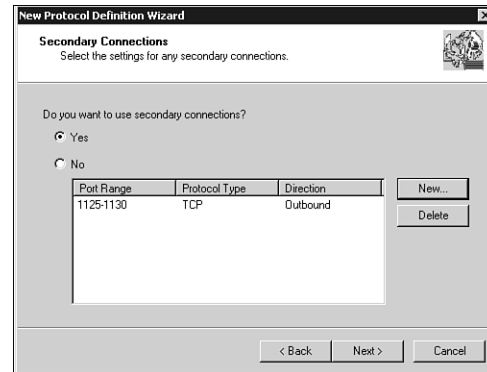 New Protocol Definition Wizard
Secondary Connections
Select the settings for any secondary connections.
Do you want to use secondary connections?
Yes
No
Port Range Protocol Type Direction
1125-1130 TCP Outbound
New...
Delete
< Back Next > Cancel